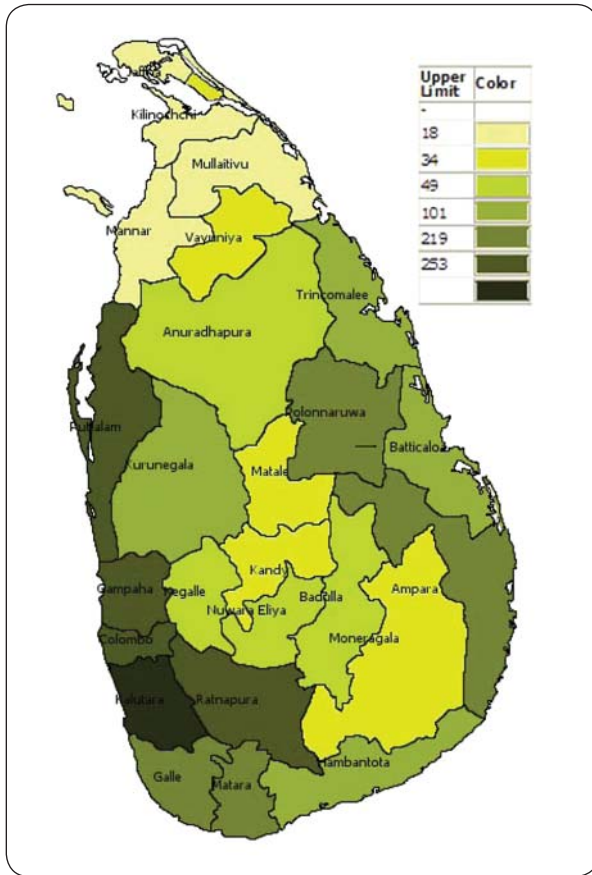 Upper Limit Color
-
18
34
49
101
219
253
Jaffna
Kilinochchi
Mullaitivu
Mannar
Vavuniya
Trincomalee
Anuradhapura
Polonnaruwa
Puttalam
Batticaloa
Kurunegala
Matale
Kandy
Gampaha
Kegalle
Badulla
Ampara
Nuwara Eliya
Colombo
Moneragala
Kalutara
Ratnapura
Hambantota
Galle
Matara